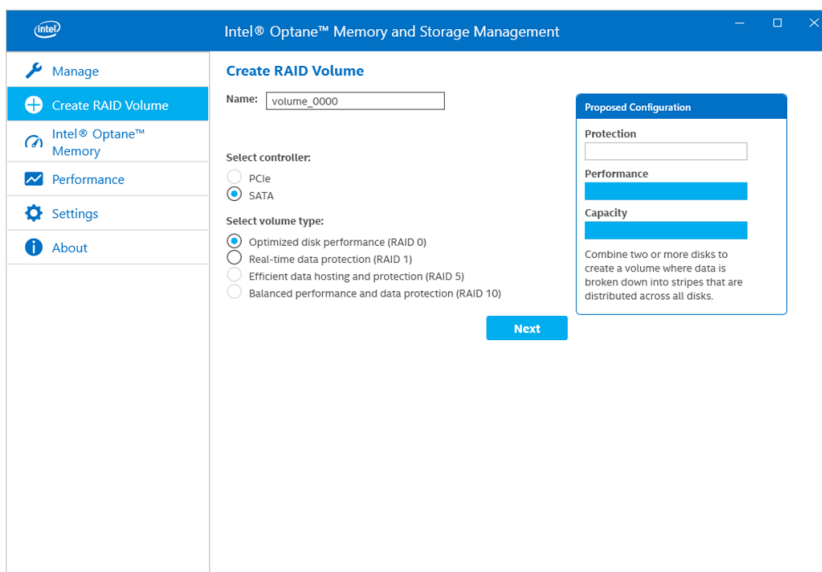 intel
Intel® Optane™ Memory and Storage Management
Manage
Create RAID Volume
Intel® Optane™
Memory
Performance
Settings
About
Create RAID Volume
Name: volume_0000
Select controller:
PCIe
SATA
Select volume type:
Optimized disk performance (RAID 0)
Real-time data protection (RAID 1)
Efficient data hosting and protection (RAID 5)
Balanced performance and data protection (RAID 10)
Next
Proposed Configuration
Protection
Performance
Capacity
Combine two or more disks to
create a volume where data is
broken down into stripes that are
distributed across all disks.